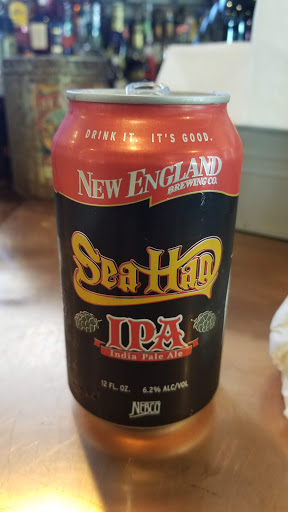 DRINK IT. IT'S GOOD.
NEW ENGLAND
BREWING CO.
Sea Hag
IPA
India Pale Ale
12 FL. OZ. 6.2% ALC/VOL
NEBCO